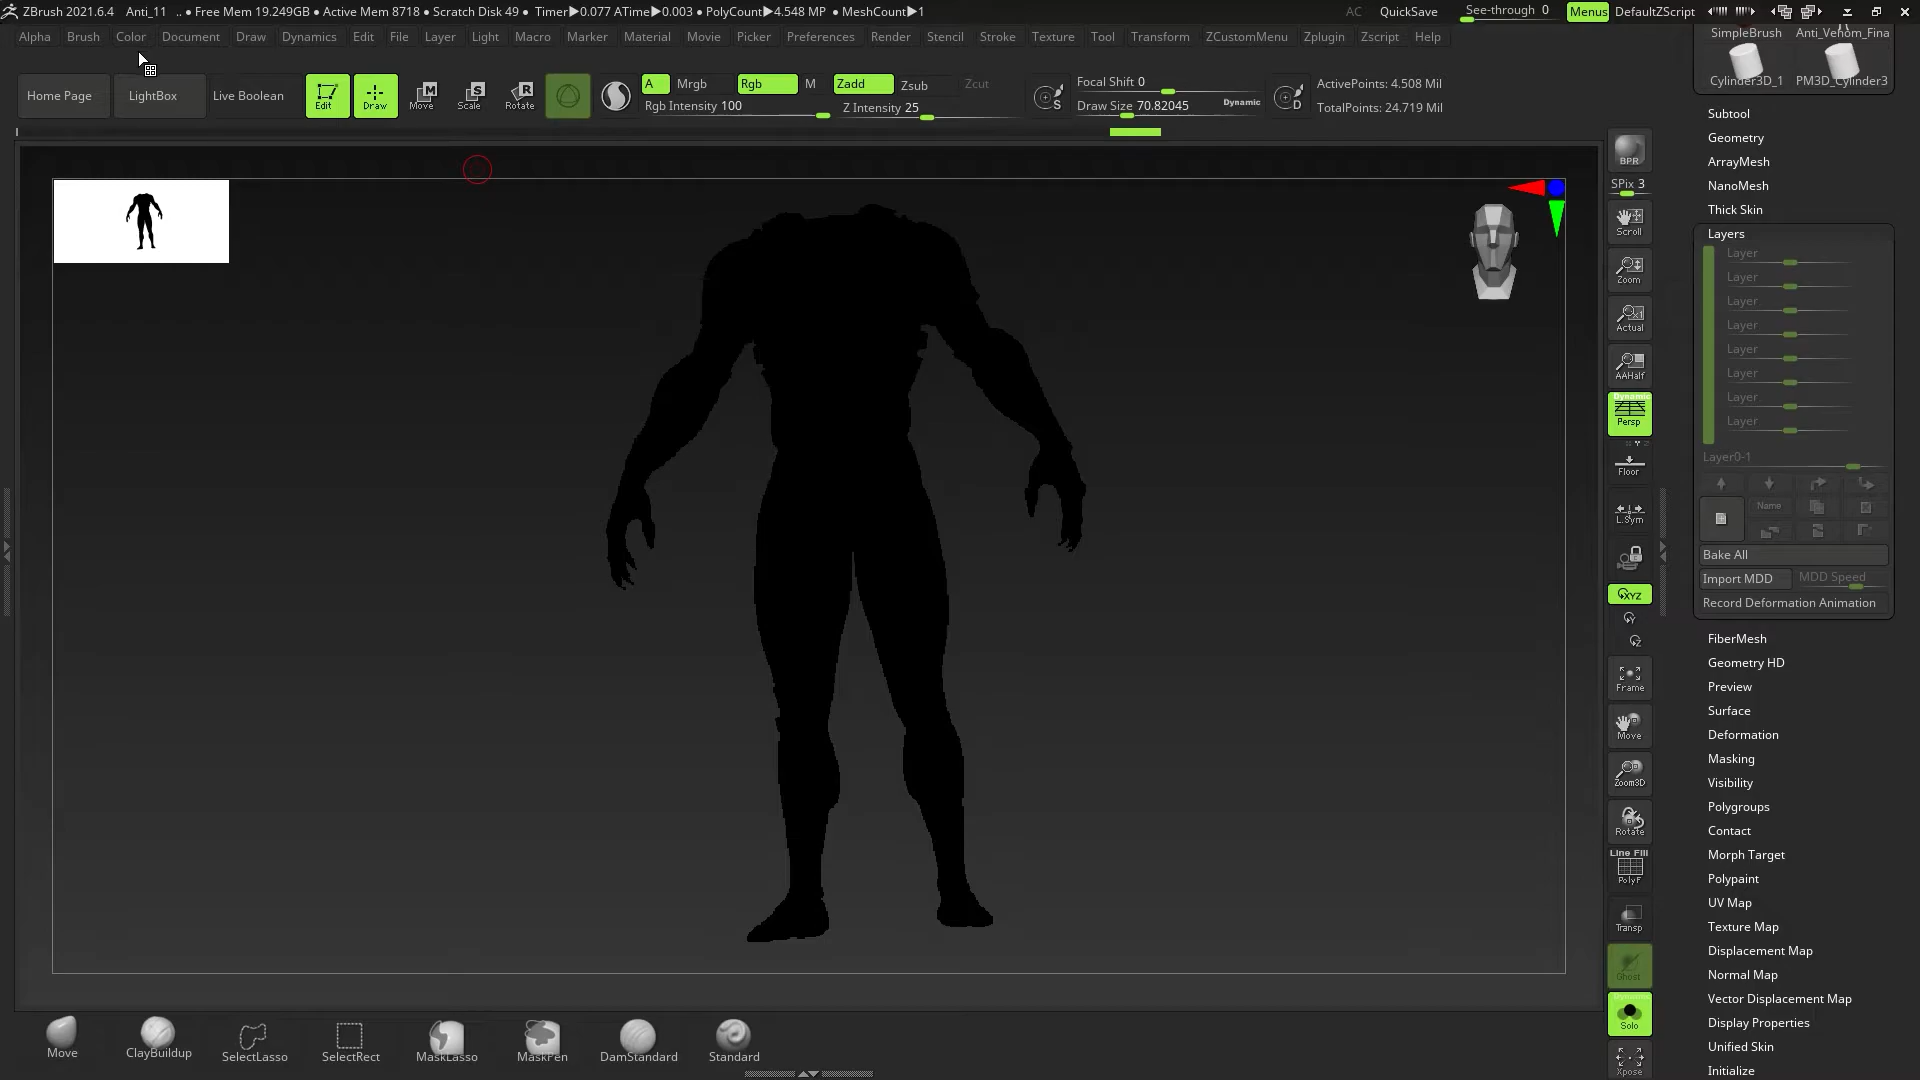 ZBrush 2021.6.4 Anti_11 .. ● Free Mem 19.249GB ● Active Mem 8718 ● Scratch Disk 49 ● Timer▶0.077 ATime▶0.003 ● PolyCount▶4.548 MP ● MeshCount▶1 AC QuickSave See-through 0 Menus DefaultZScript
Alpha Brush Color Document Draw Dynamics Edit File Layer Light Macro Marker Material Movie Picker Preferences Render Stencil Stroke Texture Tool Transform ZCustomMenu Zplugin Zscript Help
Home Page LightBox Live Boolean Edit Draw Move Scale Rotate
A Mrgb Rgb M Zadd Zsub Zcut
Rgb Intensity 100 Z Intensity 25
Focal Shift 0
Draw Size 70.82045 Dynamic
ActivePoints: 4.508 Mil
TotalPoints: 24.719 Mil
SimpleBrush Anti_Venom_Fina
Cylinder3D_1 PM3D_Cylinder3
Subtool
Geometry
ArrayMesh
NanoMesh
Thick Skin
Layers
Layer
Layer
Layer
Layer
Layer
Layer
Layer
Layer
Layer0-1
Name
Bake All
Import MDD MDD Speed
Record Deformation Animation
FiberMesh
Geometry HD
Preview
Surface
Deformation
Masking
Visibility
Polygroups
Contact
Morph Target
Polypaint
UV Map
Texture Map
Displacement Map
Normal Map
Vector Displacement Map
Display Properties
Unified Skin
Initialize
BPR
SPix 3
Scroll
Zoom
Actual
AAHalf
Dynamic
Persp
Floor
L.Sym
XYZ
Y
Z
Frame
Move
Zoom3D
Rotate
Line Fill
PolyF
Transp
Ghost
Dynamic
Solo
Xpose
Move ClayBuildup SelectLasso SelectRect MaskLasso MaskPen DamStandard Standard